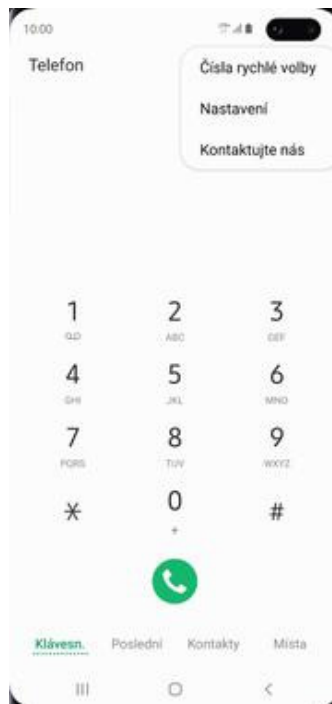 10:00
Telefon
Čísla rychlé volby
Nastavení
Kontaktujte nás
1 2 3
ABC DEF
4 5 6
GHI JKL MNO
7 8 9
PQRS TUV WXYZ
* 0 #
+
Klávesn. Poslední Kontakty Místa